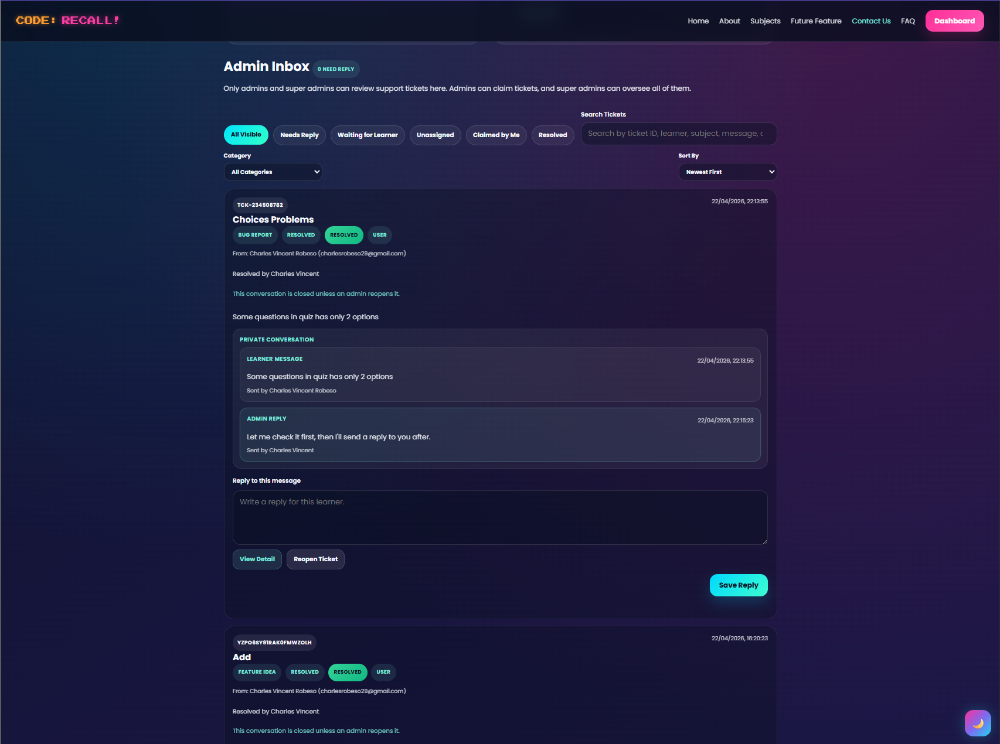 CODE: RECALL!
Home About Subjects Future Feature Contact Us FAQ Dashboard
Admin Inbox 0 NEED REPLY
Only admins and super admins can review support tickets here. Admins can claim tickets, and super admins can oversee all of them.
Search Tickets
All Visible Needs Reply Waiting for Learner Unassigned Claimed by Me Resolved Search by ticket ID, learner, subject, message, c
Category Sort By
All Categories Newest First
TCK-234508782 22/04/2026, 22:13:55
Choices Problems
BUG REPORT RESOLVED RESOLVED USER
From: Charles Vincent Robeso (charlesrobeso29@gmail.com)
Resolved by Charles Vincent
This conversation is closed unless an admin reopens it.
Some questions in quiz has only 2 options
PRIVATE CONVERSATION
LEARNER MESSAGE 22/04/2026, 22:13:55
Some questions in quiz has only 2 options
Sent by Charles Vincent Robeso
ADMIN REPLY 22/04/2026, 22:15:23
Let me check it first, then I'll send a reply to you after.
Sent by Charles Vincent
Reply to this message
Write a reply for this learner.
View Detail Reopen Ticket
Save Reply
YZPO6SY91RAK0FMWZOLH 22/04/2026, 16:20:23
Add
FEATURE IDEA RESOLVED RESOLVED USER
From: Charles Vincent Robeso (charlesrobeso29@gmail.com)
Resolved by Charles Vincent
This conversation is closed unless an admin reopens it.